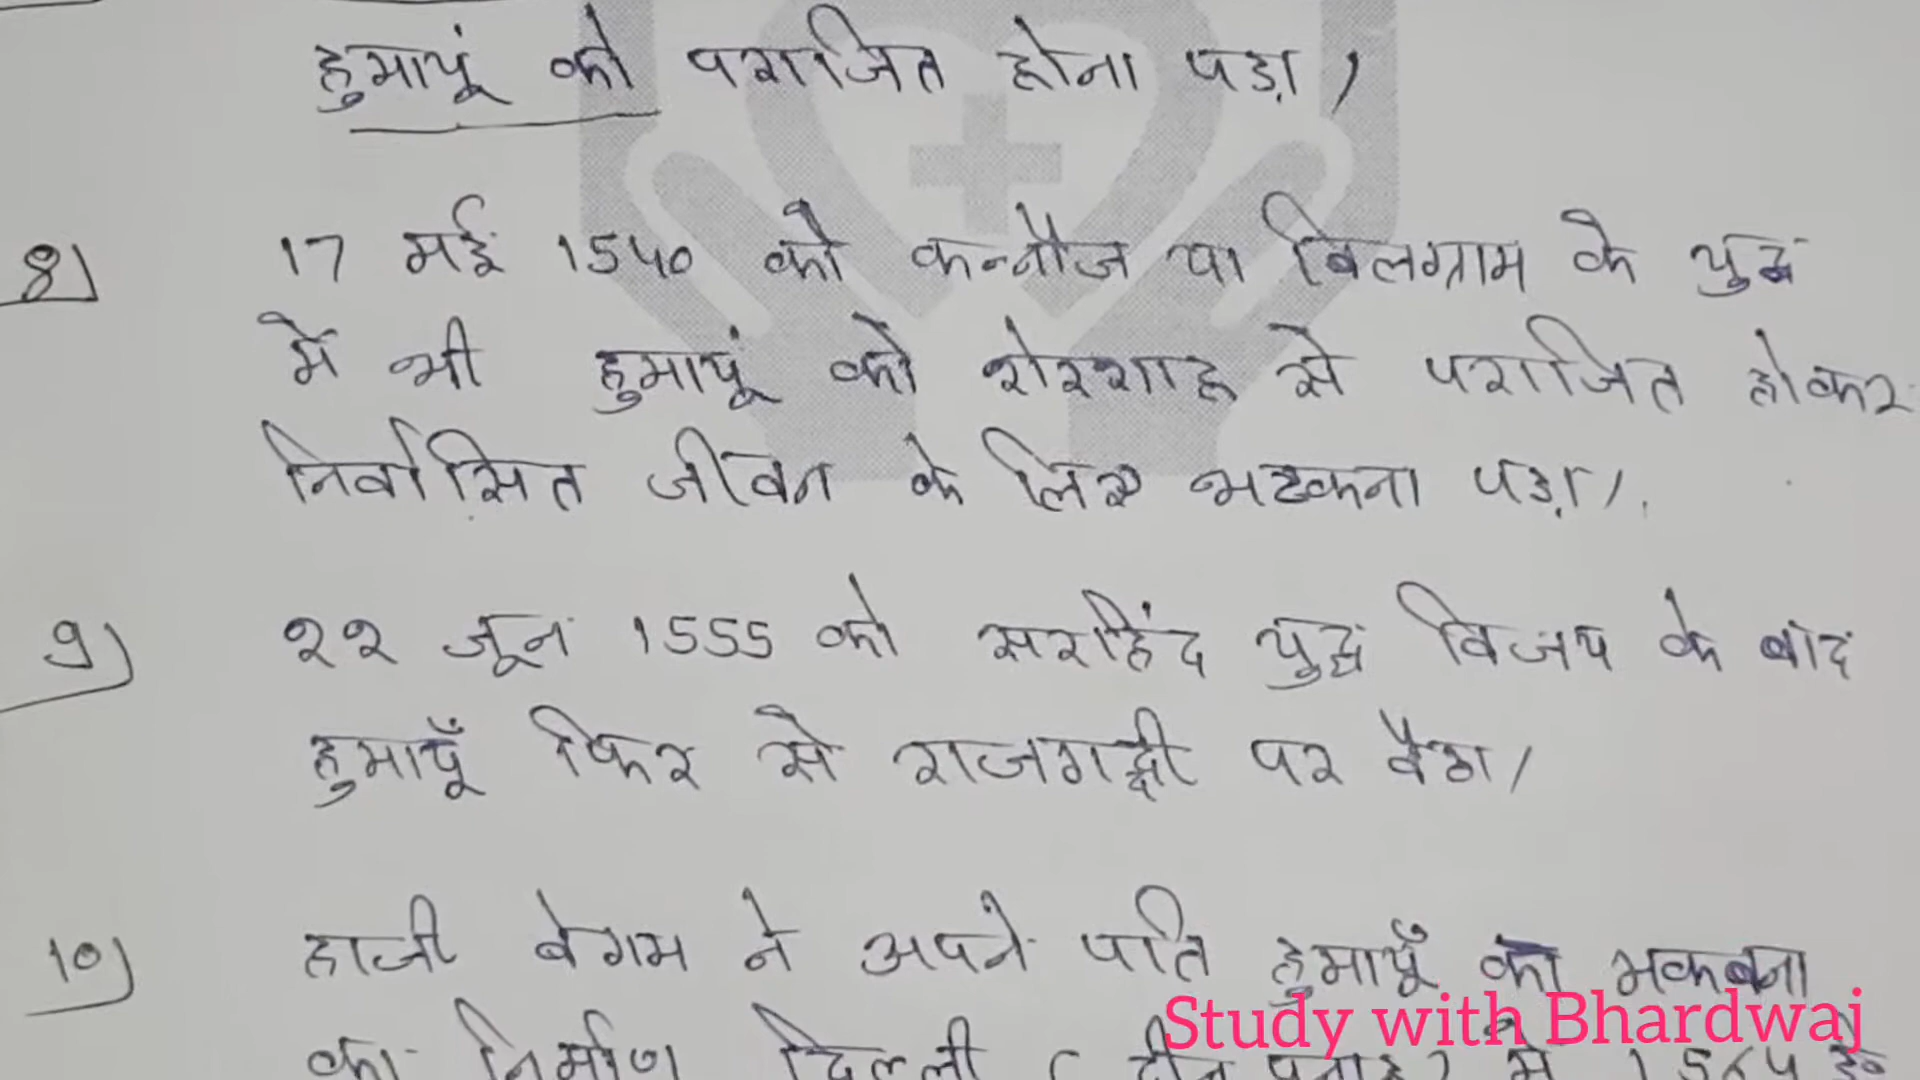 हुमायूं को पराजित होना पड़ा।
8) 17 मई 1540 को कन्नौज या बिलग्राम के युद्ध
में भी हुमायूं को शेरशाह से पराजित होकर
निर्वासित जीवन के लिए भटकना पड़ा।
9) 22 जून 1555 को सरहिंद युद्ध विजय के बाद
हुमायूँ फिर से राजगद्दी पर बैठा।
10) हाजी बेगम ने अपने पति हुमायूँ का मकबरा
का निर्माण दिल्ली ( दीन पनाह ) में
Study with Bhardwaj